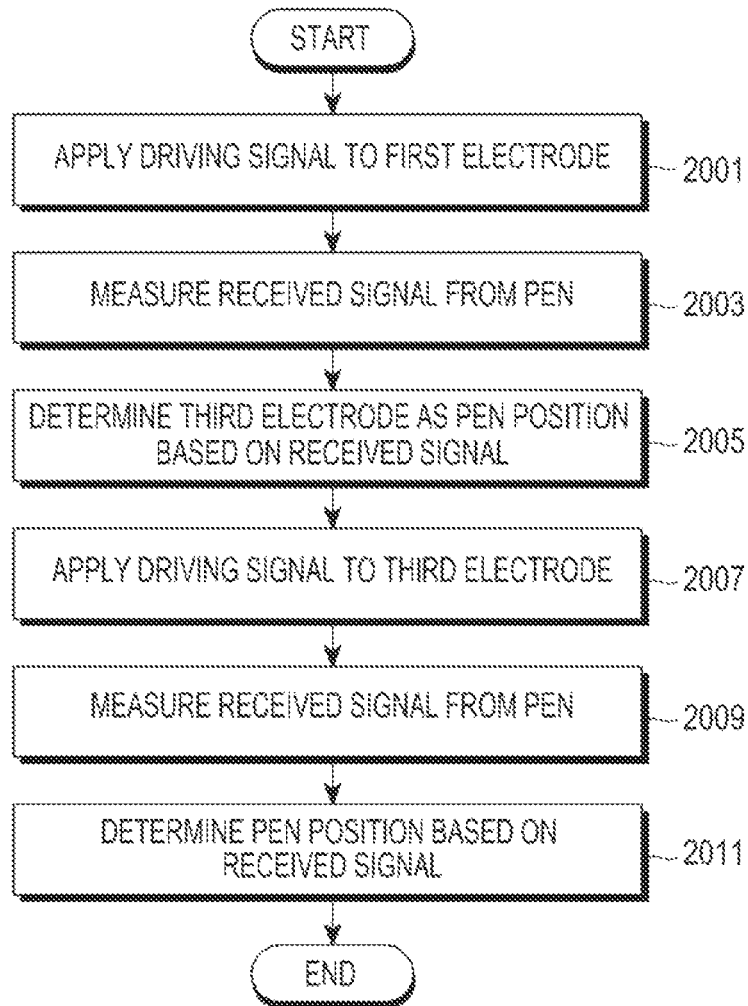 START
APPLY DRIVING SIGNAL TO FIRST ELECTRODE
2001
MEASURE RECEIVED SIGNAL FROM PEN
2003
DETERMINE THIRD ELECTRODE AS PEN POSITION
BASED ON RECEIVED SIGNAL
2005
APPLY DRIVING SIGNAL TO THIRD ELECTRODE
2007
MEASURE RECEIVED SIGNAL FROM PEN
2009
DETERMINE PEN POSITION BASED ON
RECEIVED SIGNAL
2011
END